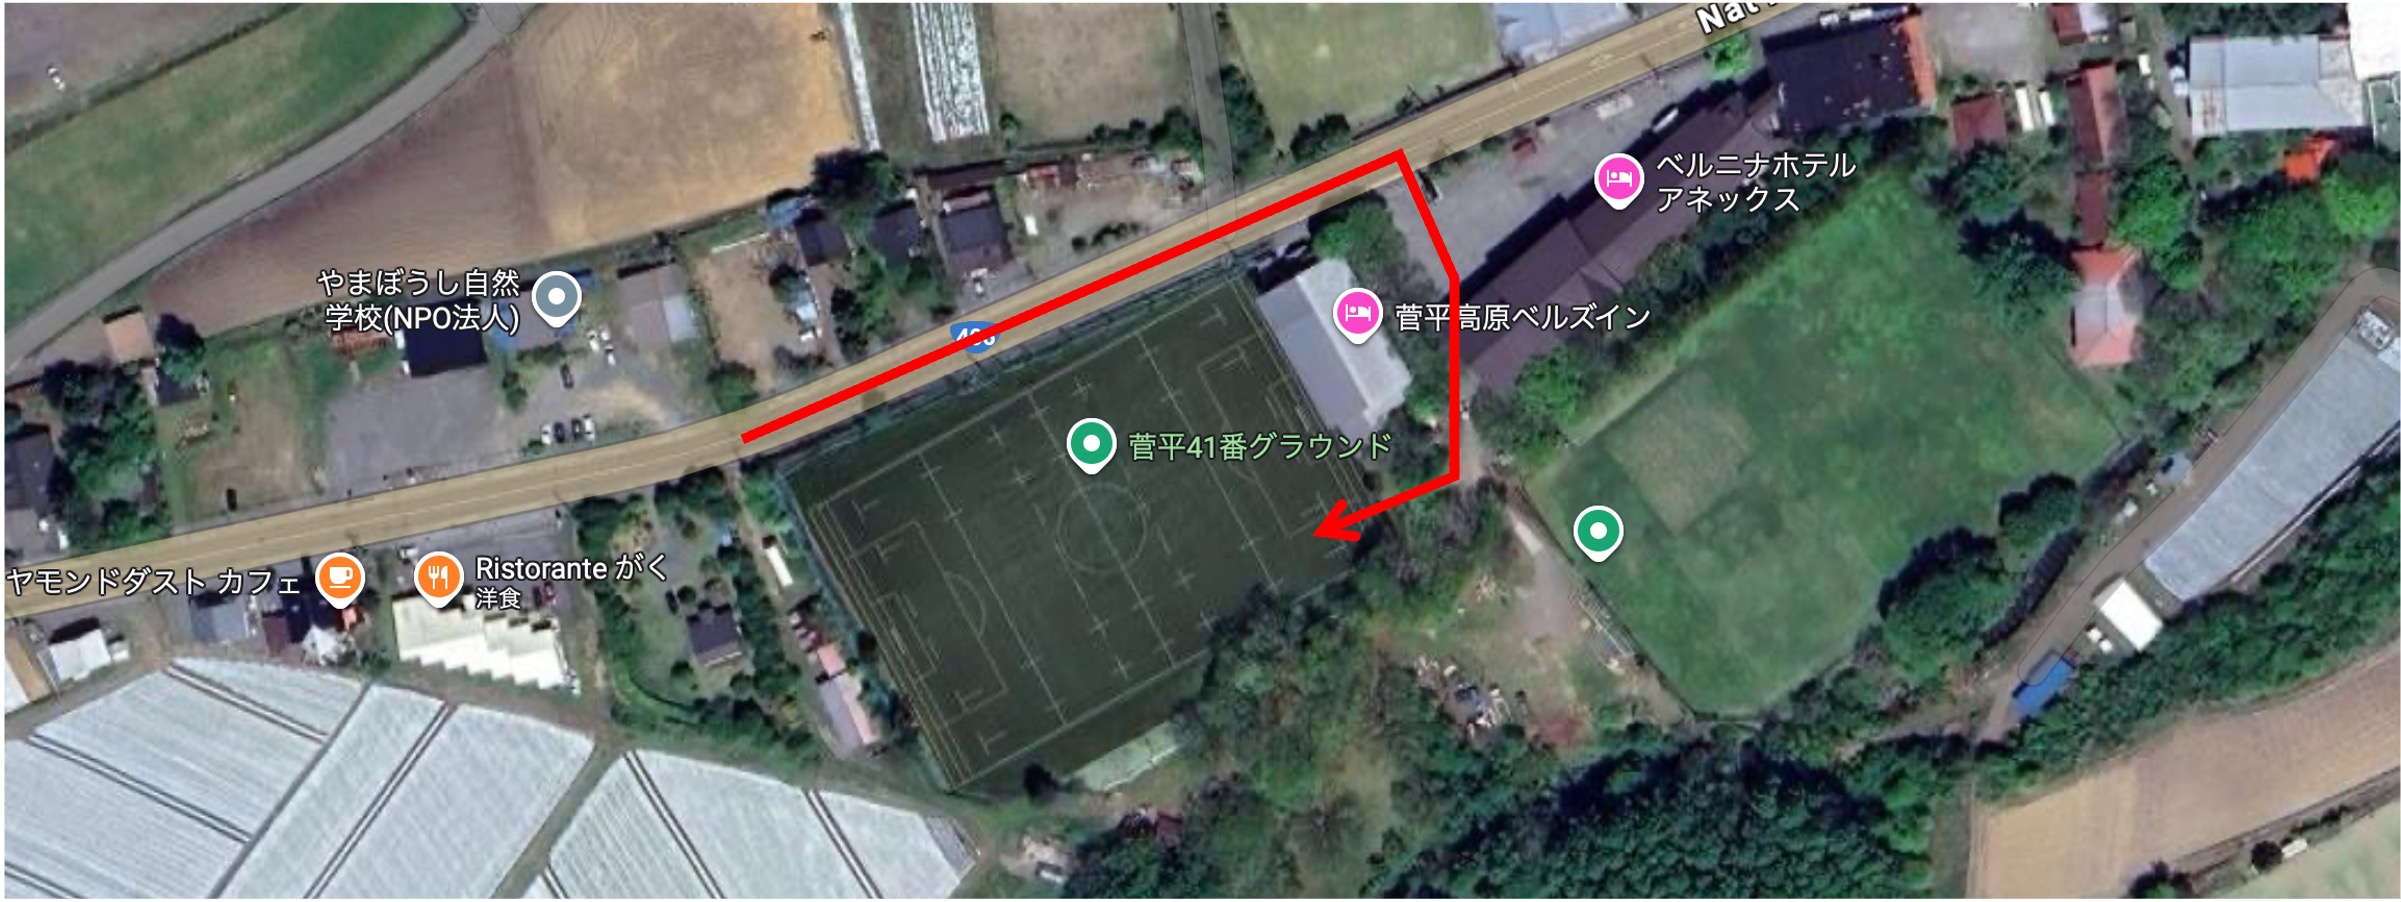 Nat
ベルニナホテル
アネックス
やまぼうし自然
学校(NPO法人)
菅平高原ベルズイン
菅平41番グラウンド
ヤモンドダスト カフェ
Ristorante がく
洋食